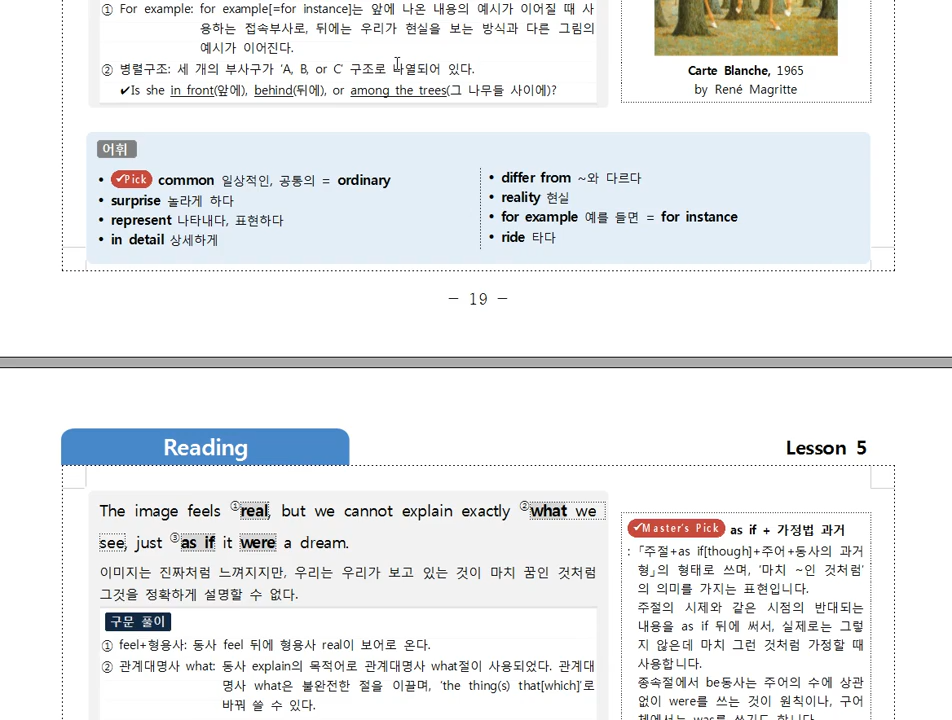 ① For example: for example[=for instance]는 앞에 나온 내용의 예시가 이어질 때 사
용하는 접속부사로, 뒤에는 우리가 현실을 보는 방식과 다른 그림의
예시가 이어진다.
② 병렬구조: 세 개의 부사구가 'A, B, or C' 구조로 나열되어 있다.
✔Is she in front(앞에), behind(뒤에), or among the trees(그 나무들 사이에)?
Carte Blanche, 1965
by René Magritte
어휘
• ✔Pick common 일상적인, 공통의 = ordinary
• surprise 놀라게 하다
• represent 나타내다, 표현하다
• in detail 상세하게
• differ from ~와 다르다
• reality 현실
• for example 예를 들면 = for instance
• ride 타다
- 19 -
Reading
Lesson 5
The image feels ①real, but we cannot explain exactly ②what we
see, just ③as if it were a dream.
이미지는 진짜처럼 느껴지지만, 우리는 우리가 보고 있는 것이 마치 꿈인 것처럼
그것을 정확하게 설명할 수 없다.
구문 풀이
① feel+형용사: 동사 feel 뒤에 형용사 real이 보어로 온다.
② 관계대명사 what: 동사 explain의 목적어로 관계대명사 what절이 사용되었다. 관계대
명사 what은 불완전한 절을 이끌며, 'the thing(s) that[which]'로
바꿔 쓸 수 있다.
✔Master's Pick as if + 가정법 과거
: 「주절+as if[though]+주어+동사의 과거
형」의 형태로 쓰며, '마치 ~인 것처럼'
의 의미를 가지는 표현입니다.
주절의 시제와 같은 시점의 반대되는
내용을 as if 뒤에 써서, 실제로는 그렇
지 않은데 마치 그런 것처럼 가정할 때
사용합니다.
종속절에서 be동사는 주어의 수에 상관
없이 were를 쓰는 것이 원칙이나, 구어
체에서는 was를 쓰기도 합니다.